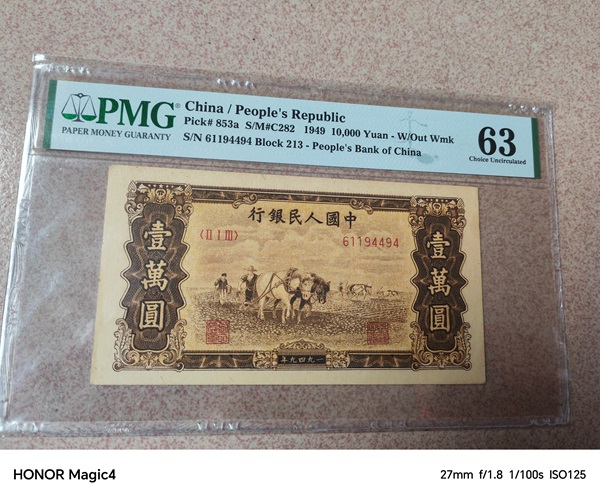 PMG
PAPER MONEY GUARANTY
China / People's Republic
Pick# 853a S/M#C282 1949 10,000 Yuan - W/Out Wmk
S/N 61194494 Block 213 - People's Bank of China
63
Choice Uncirculated
行銀民人國中
〈ⅡⅠⅢ〉
61194494
壹萬圓
壹萬圓
年九四九一
HONOR Magic4
27mm f/1.8 1/100s ISO125